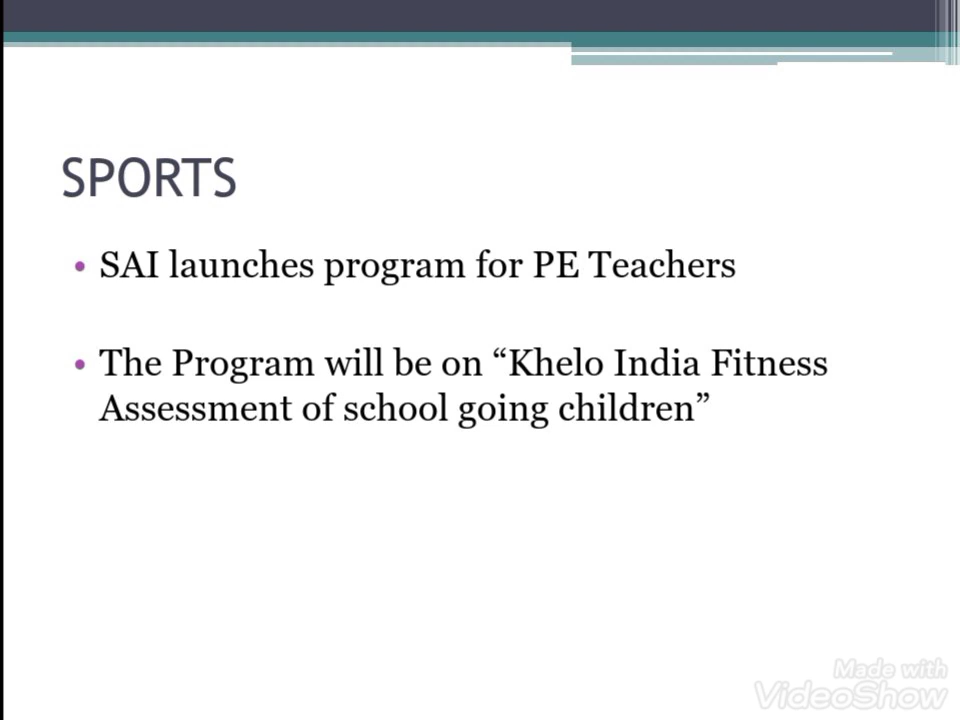 SPORTS
• SAI launches program for PE Teachers
• The Program will be on “Khelo India Fitness
Assessment of school going children”
Made with
VideoShow